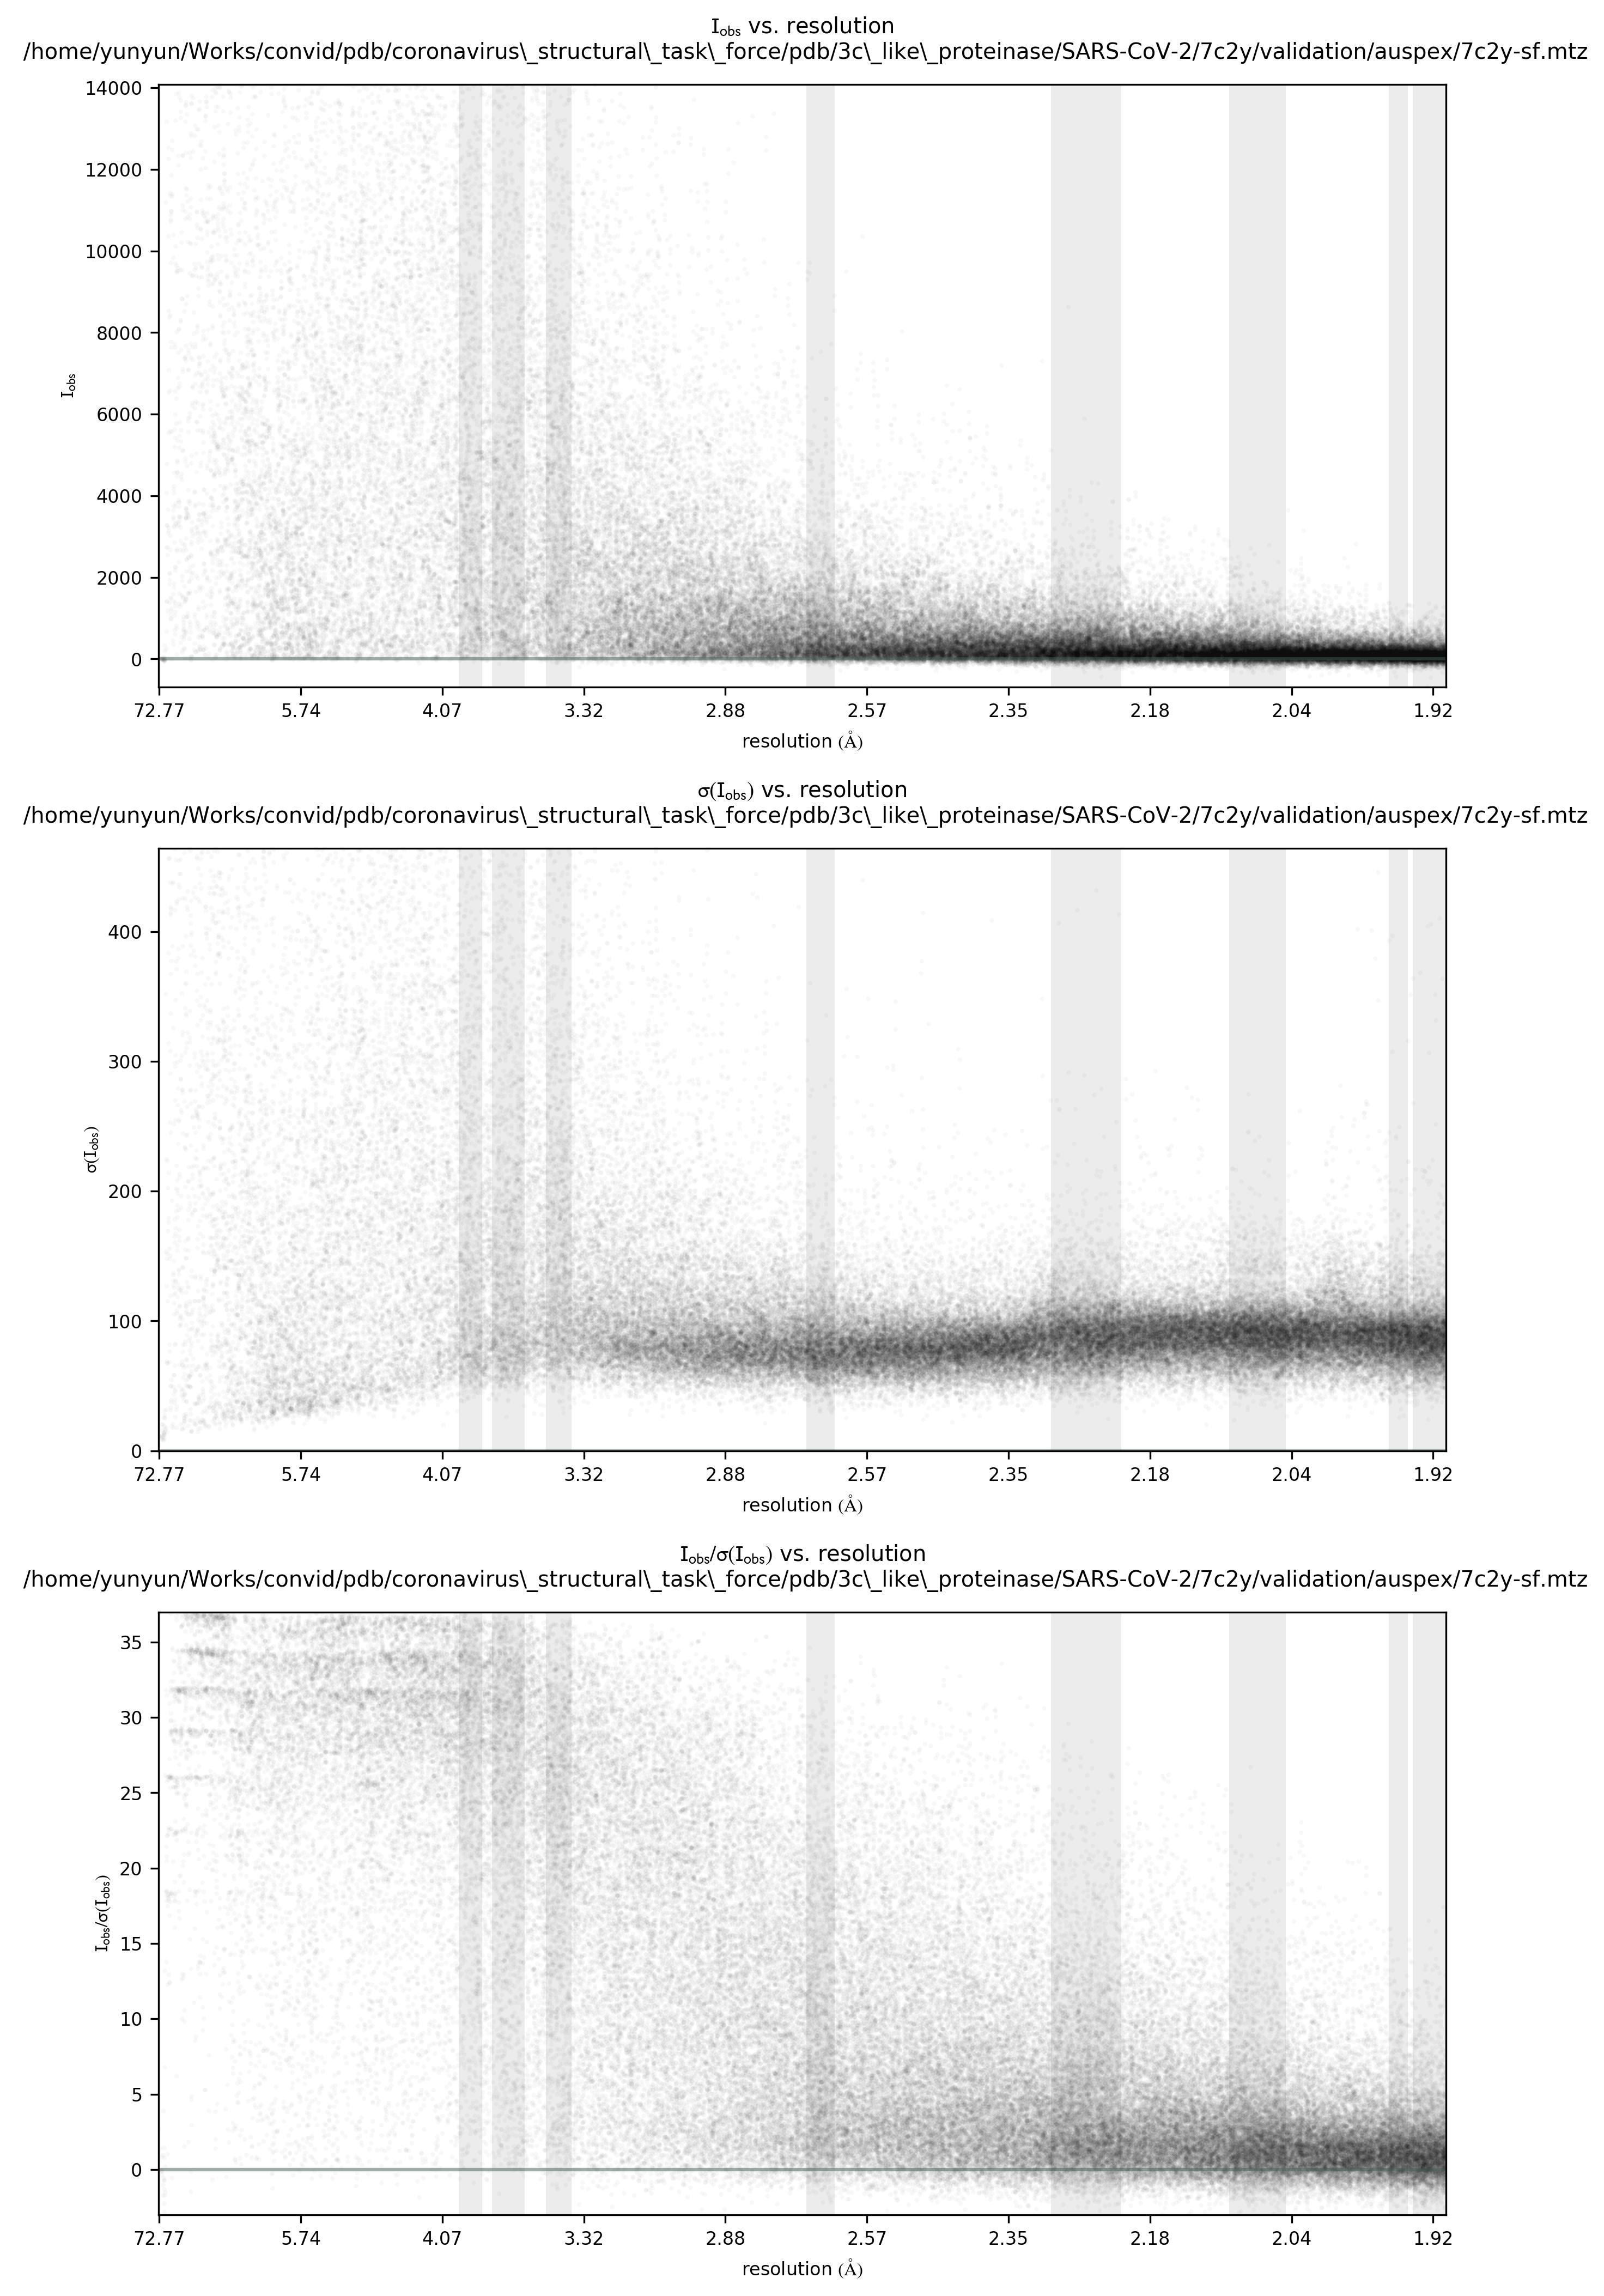 I_obs vs. resolution
/home/yunyun/Works/convid/pdb/coronavirus\_structural\_task\_force/pdb/3c\_like\_proteinase/SARS-CoV-2/7c2y/validation/auspex/7c2y-sf.mtz
14000
12000
10000
8000
6000
4000
2000
0
I_obs
72.77 5.74 4.07 3.32 2.88 2.57 2.35 2.18 2.04 1.92
resolution (Å)
σ(I_obs) vs. resolution
/home/yunyun/Works/convid/pdb/coronavirus\_structural\_task\_force/pdb/3c\_like\_proteinase/SARS-CoV-2/7c2y/validation/auspex/7c2y-sf.mtz
400
300
200
100
0
σ(I_obs)
72.77 5.74 4.07 3.32 2.88 2.57 2.35 2.18 2.04 1.92
resolution (Å)
I_obs/σ(I_obs) vs. resolution
/home/yunyun/Works/convid/pdb/coronavirus\_structural\_task\_force/pdb/3c\_like\_proteinase/SARS-CoV-2/7c2y/validation/auspex/7c2y-sf.mtz
35
30
25
20
15
10
5
0
I_obs/σ(I_obs)
72.77 5.74 4.07 3.32 2.88 2.57 2.35 2.18 2.04 1.92
resolution (Å)